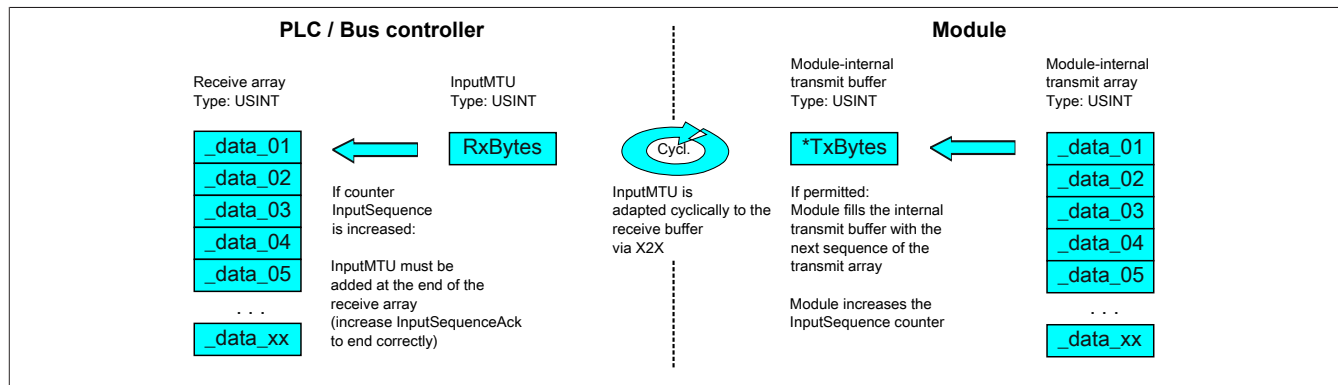 PLC / Bus controller
Module
Receive array
Type: USINT
InputMTU
Type: USINT
Module-internal
transmit buffer
Type: USINT
Module-internal
transmit array
Type: USINT
_data_01
_data_02
_data_03
_data_04
_data_05
. . .
_data_xx
RxBytes
If counter
InputSequence
is increased:
InputMTU must be
added at the end of the
receive array
(increase InputSequenceAck
to end correctly)
Cycl.
InputMTU is
adapted cyclically to the
receive buffer
via X2X
*TxBytes
If permitted:
Module fills the internal
transmit buffer with the
next sequence of the
transmit array
Module increases the
InputSequence counter
_data_01
_data_02
_data_03
_data_04
_data_05
. . .
_data_xx